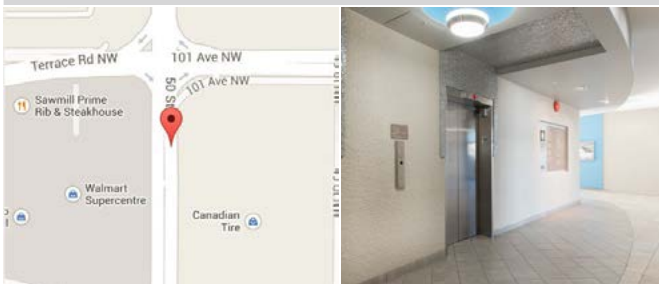 Terrace Rd NW
101 Ave NW
101 Ave NW
50 St
Sawmill Prime
Rib & Steakhouse
Walmart
Supercentre
Canadian
Tire